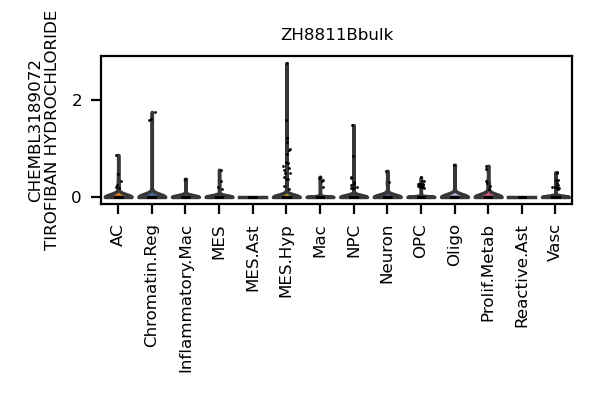 ZH8811Bbulk
CHEMBL3189072
TIROFIBAN HYDROCHLORIDE
2
0
AC
Chromatin.Reg
Inflammatory.Mac
MES
MES.Ast
MES.Hyp
Mac
NPC
Neuron
OPC
Oligo
Prolif.Metab
Reactive.Ast
Vasc